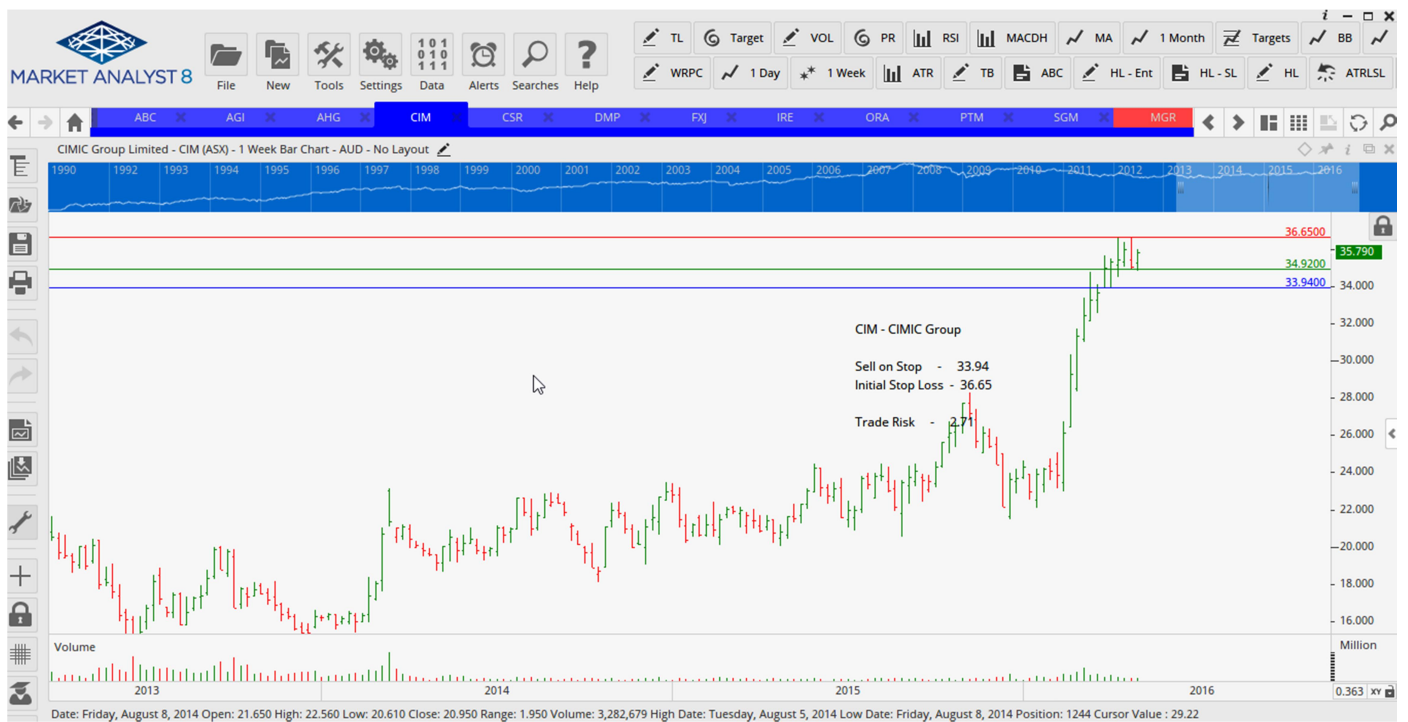 i
TL Target VOL PR RSI MACDH MA 1 Month Targets BB
MARKET ANALYST 8
101
010
111
File New Tools Settings Data Alerts Searches Help
WRPC 1 Day 1 Week ATR TB ABC HL - Ent HL - SL HL ATRLSL
ABC AGI AHG CIM CSR DMP FXJ IRE ORA PTM SGM MGR
CIMIC Group Limited - CIM (ASX) - 1 Week Bar Chart - AUD - No Layout
1990 1992 1993 1994 1995 1996 1997 1998 1999 2000 2001 2002 2003 2004 2005 2006 2007 2008 2009 2010 2011 2012 2013 2014 2015 2016
36.6500
35.790
34.9200
33.9400
34.000
CIM - CIMIC Group
32.000
Sell on Stop - 33.94
30.000
Initial Stop Loss - 36.65
28.000
Trade Risk - 2.71
26.000
24.000
22.000
20.000
18.000
16.000
Volume
Million
2013 2014 2015 2016
0.363 XY
Date: Friday, August 8, 2014 Open: 21.650 High: 22.560 Low: 20.610 Close: 20.950 Range: 1.950 Volume: 3,282,679 High Date: Tuesday, August 5, 2014 Low Date: Friday, August 8, 2014 Position: 1244 Cursor Value : 29.22